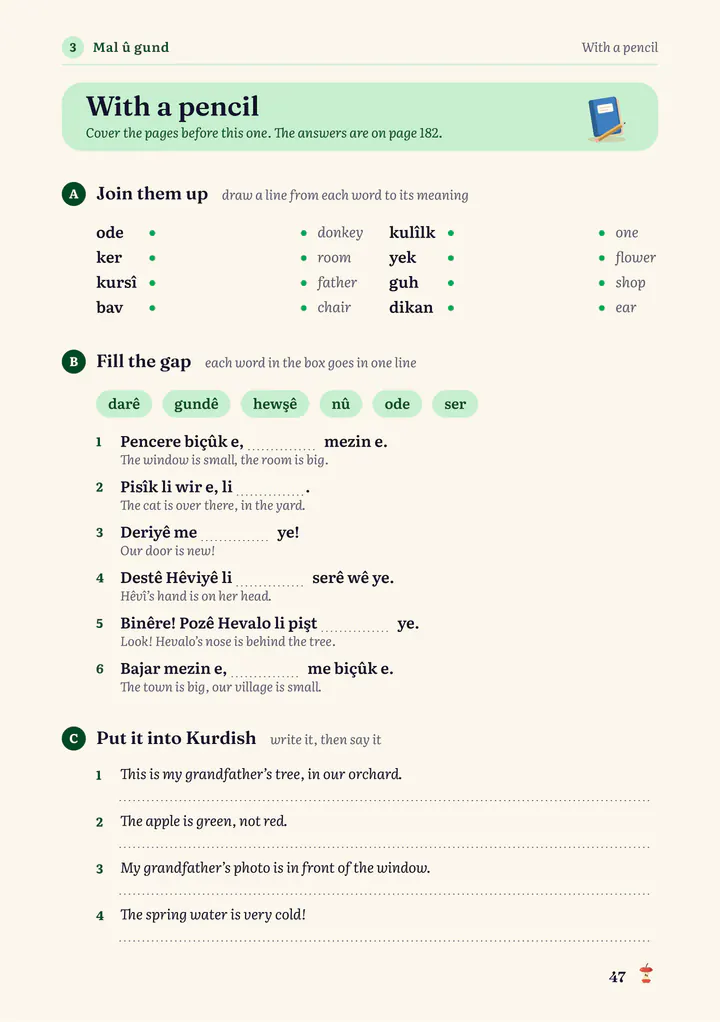 3 Mal û gund With a pencil
With a pencil
Cover the pages before this one. The answers are on page 182.
A Join them up draw a line from each word to its meaning
ode • • donkey kulîlk • • one
ker • • room yek • • flower
kursî • • father guh • • shop
bav • • chair dikan • • ear
B Fill the gap each word in the box goes in one line
darê gundê hewşê nû ode ser
1 Pencere biçûk e, .............. mezin e.
The window is small, the room is big.
2 Pisîk li wir e, li ...............
The cat is over there, in the yard.
3 Deriyê me .............. ye!
Our door is new!
4 Destê Hêviyê li .............. serê wê ye.
Hêvî’s hand is on her head.
5 Binêre! Pozê Hevalo li pişt .............. ye.
Look! Hevalo’s nose is behind the tree.
6 Bajar mezin e, .............. me biçûk e.
The town is big, our village is small.
C Put it into Kurdish write it, then say it
1 This is my grandfather’s tree, in our orchard.
2 The apple is green, not red.
3 My grandfather’s photo is in front of the window.
4 The spring water is very cold!
47